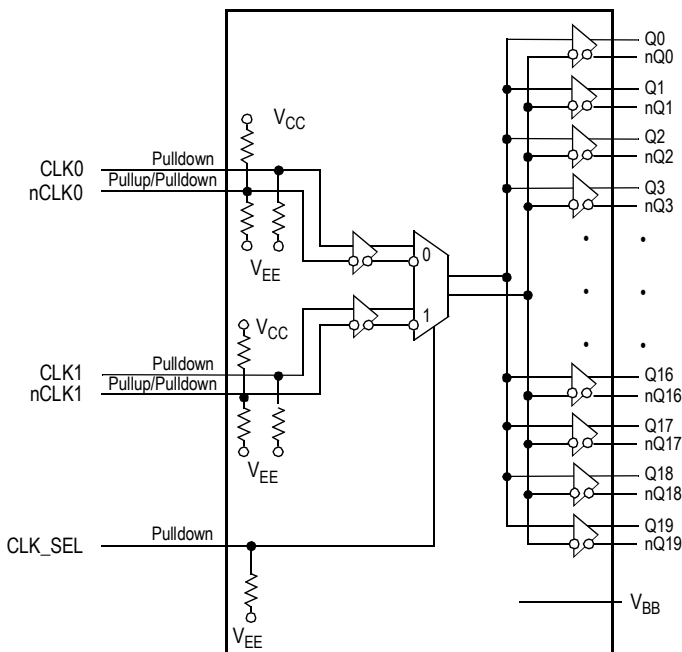 Q0
nQ0
Q1
nQ1
VCC
Q2
nQ2
CLK0 Pulldown
nCLK0 Pullup/Pulldown
Q3
nQ3
VEE
0
1
VCC
CLK1 Pulldown
nCLK1 Pullup/Pulldown
Q16
nQ16
Q17
nQ17
VEE
Q18
nQ18
Q19
nQ19
CLK_SEL Pulldown
VBB
VEE